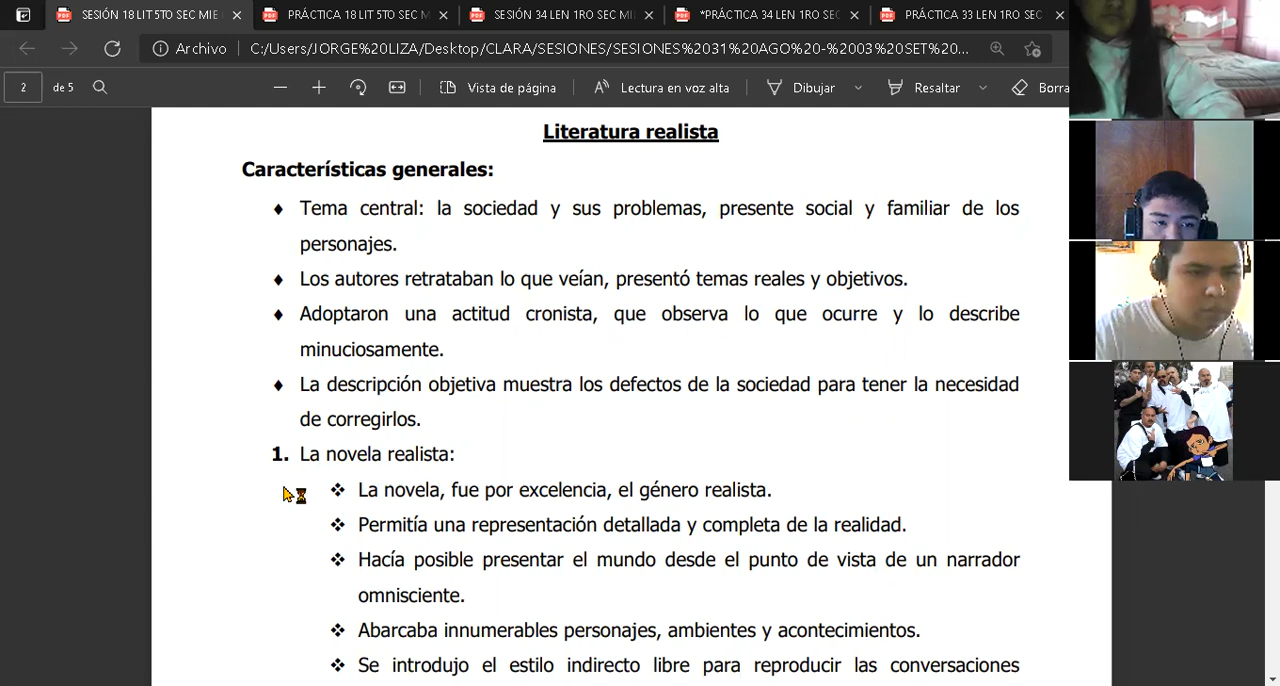 SESIÓN 18 LIT 5TO SEC MIE
PRÁCTICA 18 LIT 5TO SEC M
SESIÓN 34 LEN 1RO SEC MI
*PRÁCTICA 34 LEN 1RO SEC
PRÁCTICA 33 LEN 1RO SEC
Archivo
C:/Users/JORGE%20LIZA/Desktop/CLARA/SESIONES/SESIONES%2031%20AGO%20-%2003%20SET%20...
2
de 5
Vista de página
Lectura en voz alta
Dibujar
Resaltar
Borra
Literatura realista
Características generales:
♦ Tema central: la sociedad y sus problemas, presente social y familiar de los
personajes.
♦ Los autores retrataban lo que veían, presentó temas reales y objetivos.
♦ Adoptaron una actitud cronista, que observa lo que ocurre y lo describe
minuciosamente.
♦ La descripción objetiva muestra los defectos de la sociedad para tener la necesidad
de corregirlos.
1. La novela realista:
❖ La novela, fue por excelencia, el género realista.
❖ Permitía una representación detallada y completa de la realidad.
❖ Hacía posible presentar el mundo desde el punto de vista de un narrador
omnisciente.
❖ Abarcaba innumerables personajes, ambientes y acontecimientos.
❖ Se introdujo el estilo indirecto libre para reproducir las conversaciones